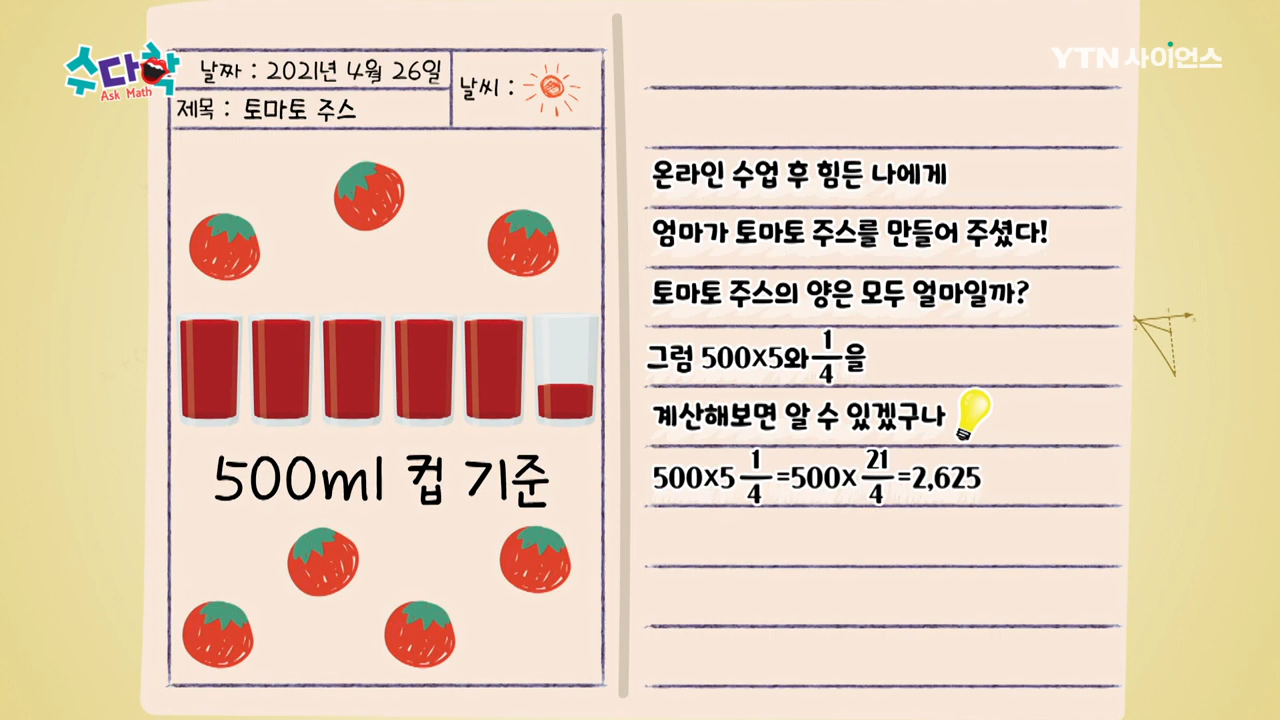 수다학
Ask Math
YTN 사이언스
날짜 : 2021년 4월 26일
날씨 :
제목 : 토마토 주스
500ml 컵 기준
온라인 수업 후 힘든 나에게
엄마가 토마토 주스를 만들어 주셨다!
토마토 주스의 양은 모두 얼마일까?
그럼 500×5와 1/4을
계산해보면 알 수 있겠구나
500×5 1/4=500×21/4=2,625